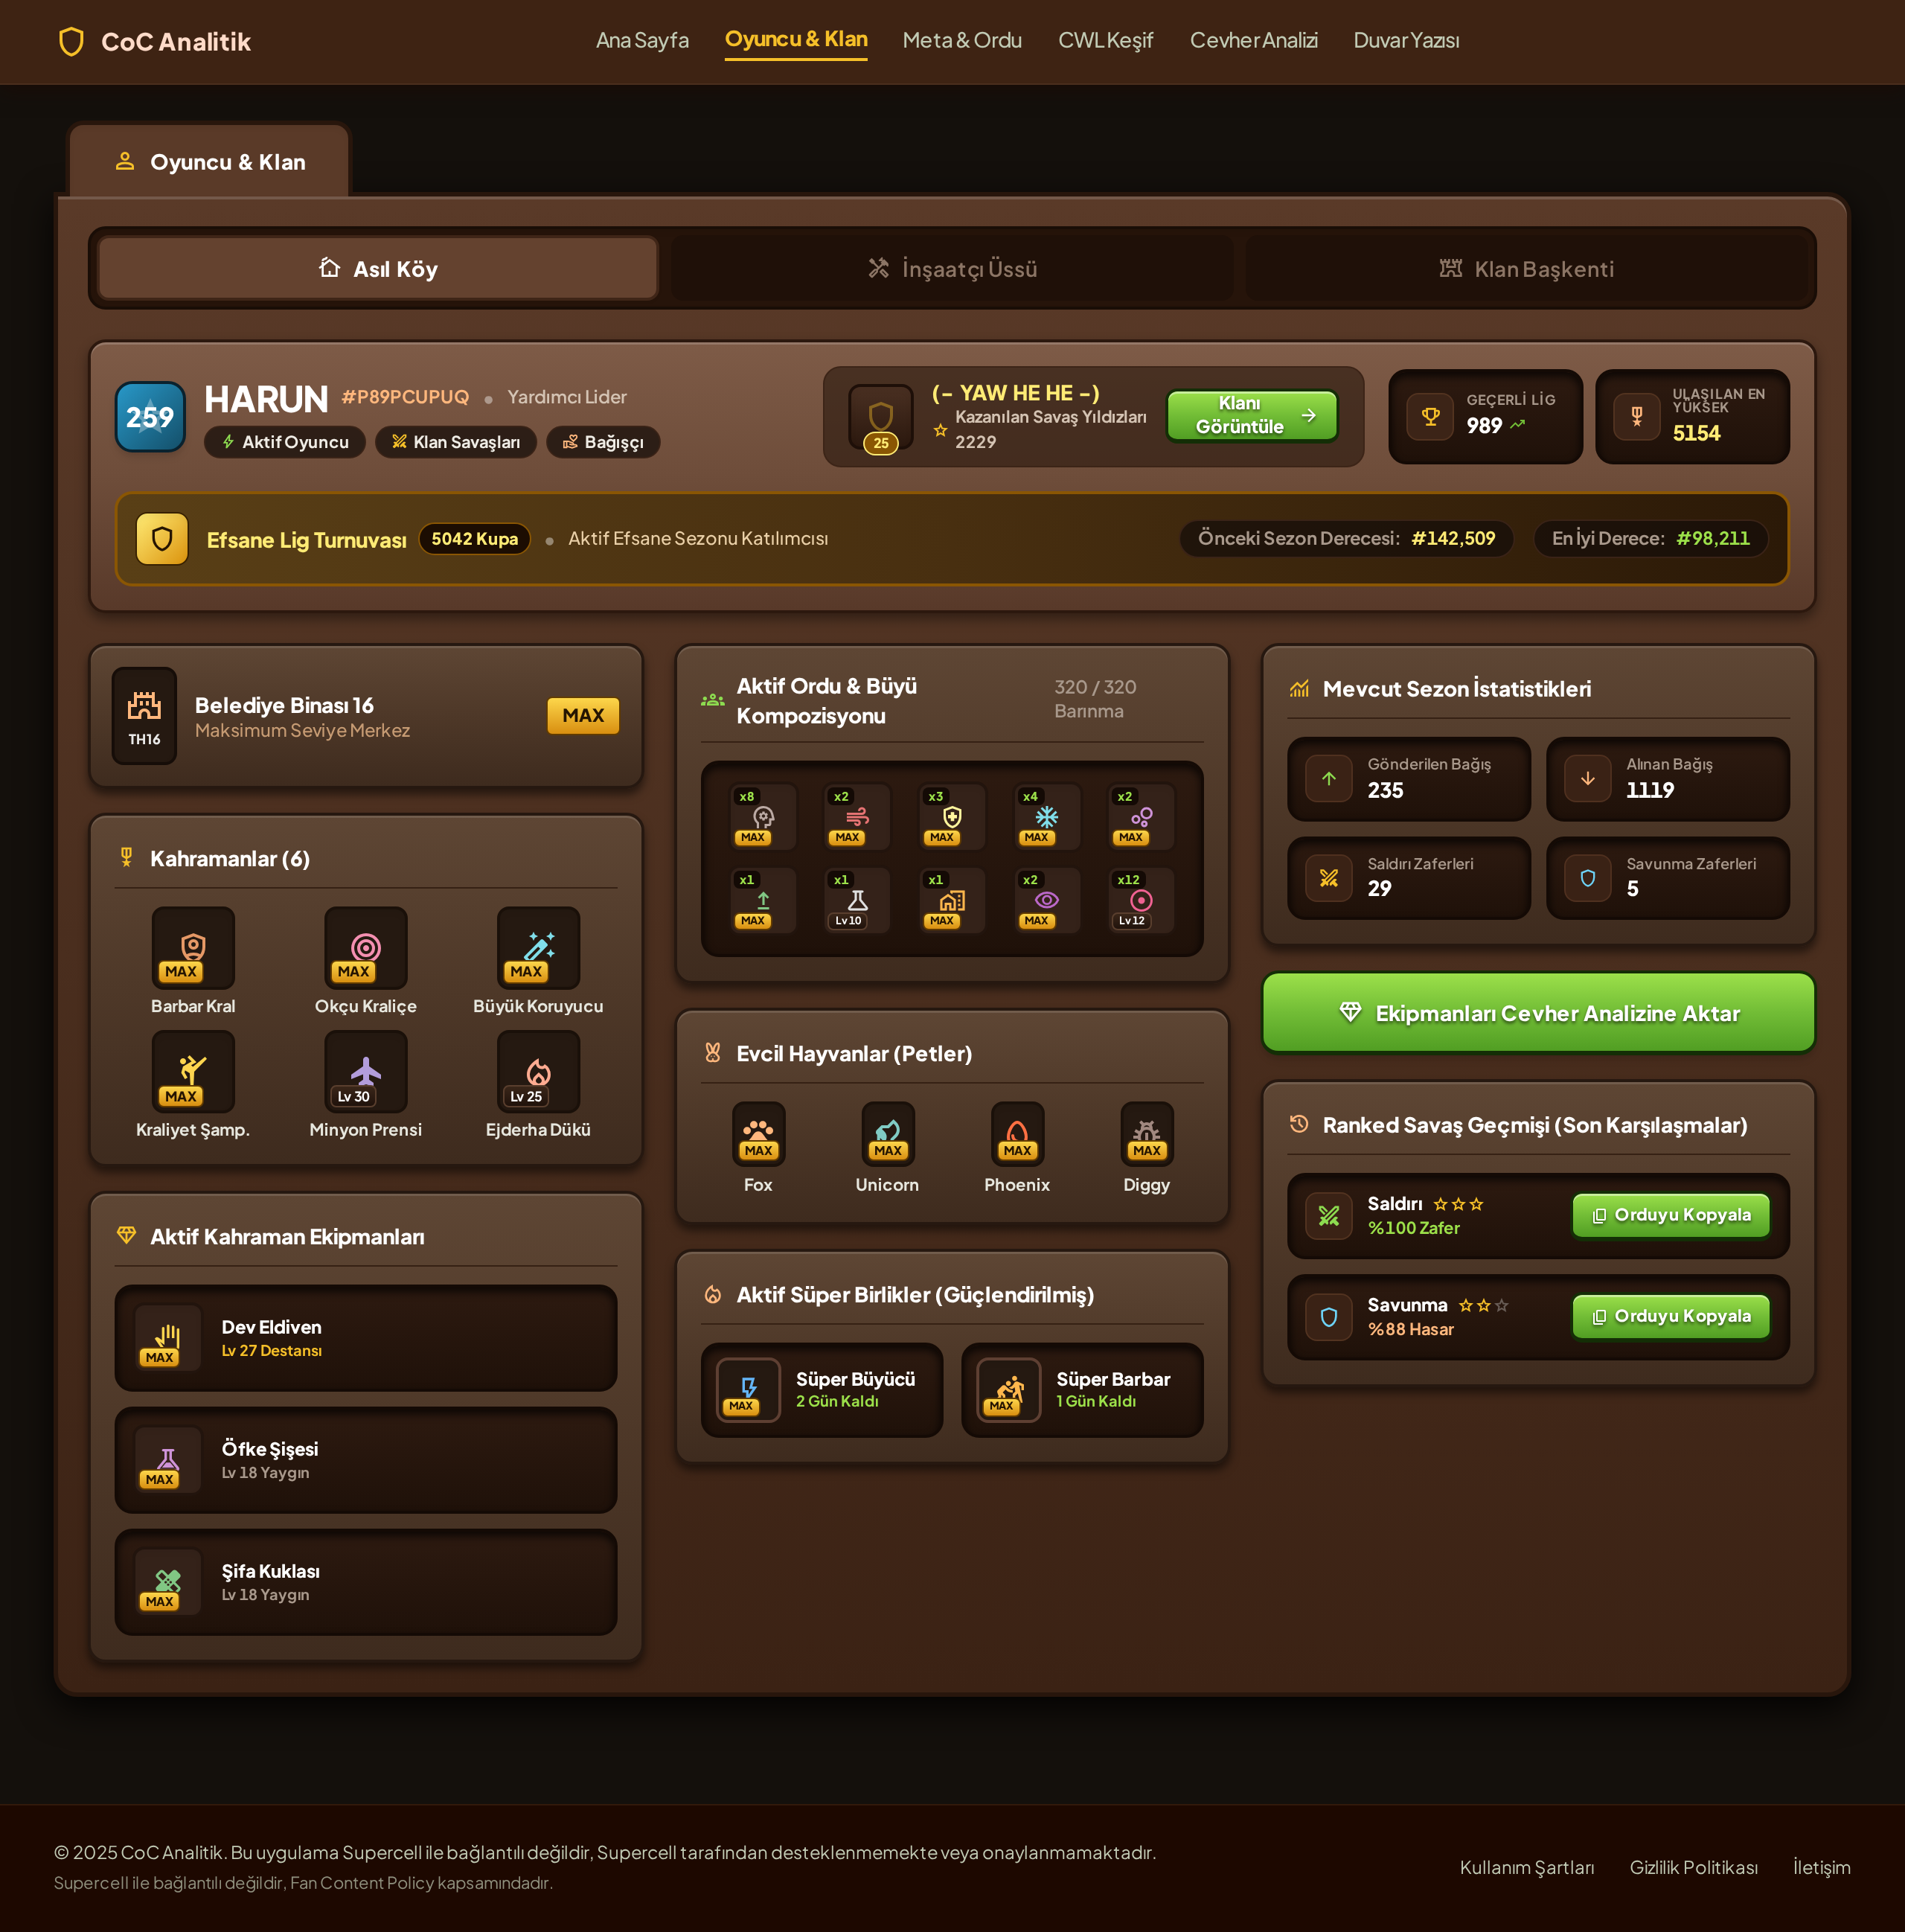 CoC Analitik
Ana Sayfa
Oyuncu & Klan
Meta & Ordu
CWL Keşif
Cevher Analizi
Duvar Yazısı
Oyuncu & Klan
Asıl Köy
İnşaatçı Üssü
Klan Başkenti
259
HARUN #P89PCUPUQ • Yardımcı Lider
Aktif Oyuncu
Klan Savaşları
Bağışçı
25
(- YAW HE HE -)
Kazanılan Savaş Yıldızları
2229
Klanı
Görüntüle
GEÇERLİ LİG
989
ULAŞILAN EN
YÜKSEK
5154
Efsane Lig Turnuvası 5042 Kupa • Aktif Efsane Sezonu Katılımcısı
Önceki Sezon Derecesi: #142,509
En İyi Derece: #98,211
TH16
Belediye Binası 16
Maksimum Seviye Merkez
MAX
Kahramanlar (6)
MAX
MAX
MAX
Barbar Kral
Okçu Kraliçe
Büyük Koruyucu
MAX
Lv 30
Lv 25
Kraliyet Şamp.
Minyon Prensi
Ejderha Dükü
Aktif Kahraman Ekipmanları
MAX
Dev Eldiven
Lv 27 Destansı
MAX
Öfke Şişesi
Lv 18 Yaygın
MAX
Şifa Kuklası
Lv 18 Yaygın
Aktif Ordu & Büyü
Kompozisyonu
320 / 320
Barınma
x8
x2
x3
x4
x2
MAX
MAX
MAX
MAX
MAX
x1
x1
x1
x2
x12
MAX
Lv10
MAX
MAX
Lv12
Evcil Hayvanlar (Petler)
MAX
MAX
MAX
MAX
Fox
Unicorn
Phoenix
Diggy
Aktif Süper Birlikler (Güçlendirilmiş)
MAX
Süper Büyücü
2 Gün Kaldı
MAX
Süper Barbar
1 Gün Kaldı
Mevcut Sezon İstatistikleri
Gönderilen Bağış
235
Alınan Bağış
1119
Saldırı Zaferleri
29
Savunma Zaferleri
5
Ekipmanları Cevher Analizine Aktar
Ranked Savaş Geçmişi (Son Karşılaşmalar)
Saldırı
%100 Zafer
Orduyu Kopyala
Savunma
%88 Hasar
Orduyu Kopyala
© 2025 CoC Analitik. Bu uygulama Supercell ile bağlantılı değildir, Supercell tarafından desteklenmemekte veya onaylanmamaktadır.
Supercell ile bağlantılı değildir, Fan Content Policy kapsamındadır.
Kullanım Şartları
Gizlilik Politikası
İletişim